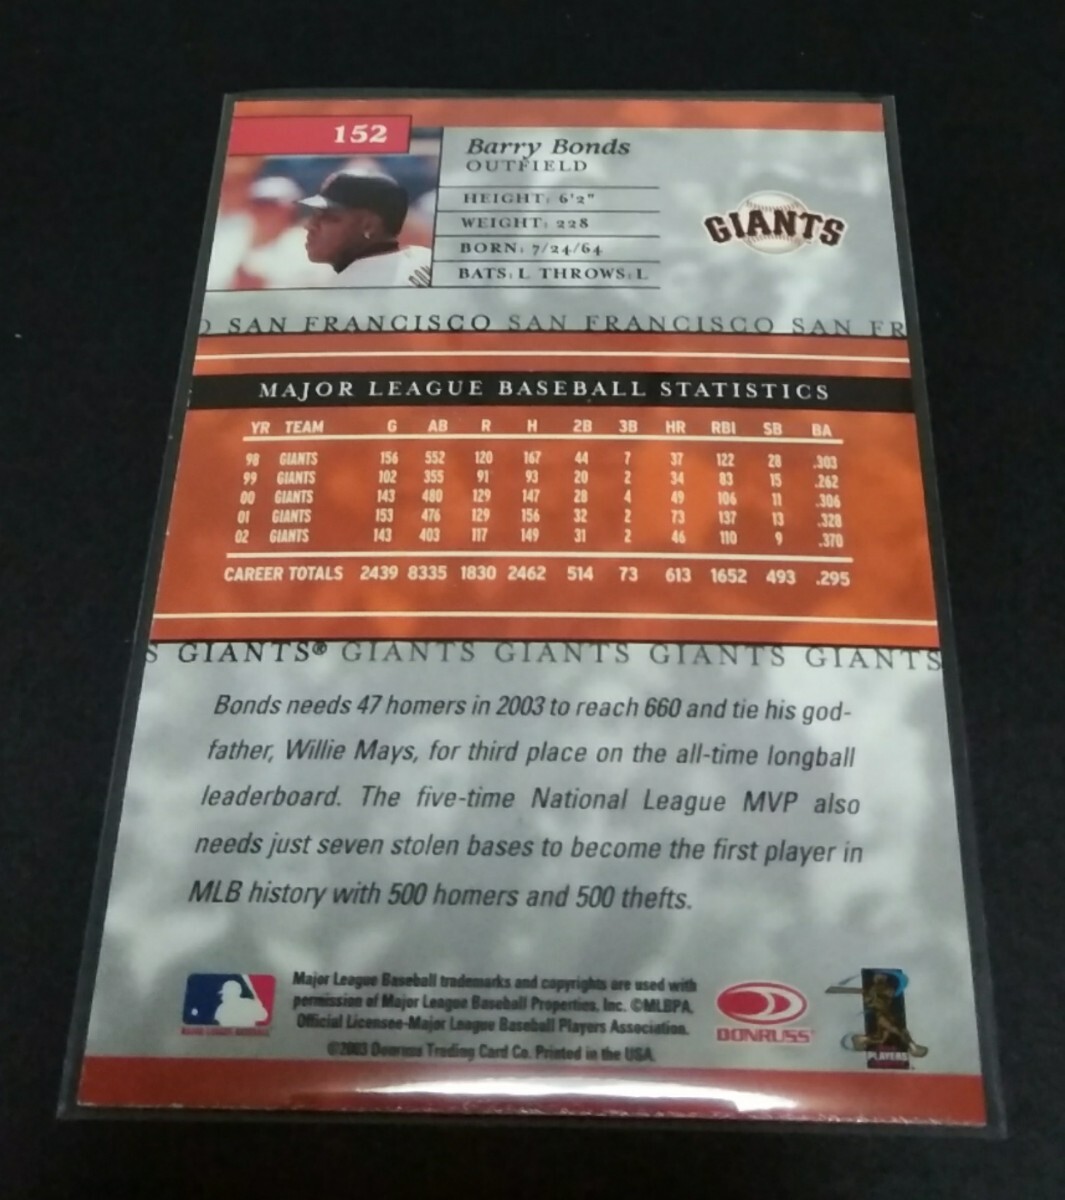 152
Barry Bonds
OUTFIELD
HEIGHT: 6'2"
WEIGHT: 228
BORN: 7/24/64
BATS: L THROWS: L
GIANTS
SAN FRANCISCO SAN FRANCISCO SAN FR
MAJOR LEAGUE BASEBALL STATISTICS
YR TEAM G AB R H 2B 3B HR RBI SB BA
98 GIANTS 156 552 120 167 44 7 37 122 28 .303
99 GIANTS 102 355 91 93 20 2 34 83 15 .262
00 GIANTS 143 480 129 147 28 4 49 106 11 .306
01 GIANTS 153 476 129 156 32 2 73 137 13 .328
02 GIANTS 143 403 117 149 31 2 46 110 9 .370
CAREER TOTALS 2439 8335 1830 2462 514 73 613 1652 493 .295
S GIANTS® GIANTS GIANTS GIANTS GIANTS
Bonds needs 47 homers in 2003 to reach 660 and tie his god-
father, Willie Mays, for third place on the all-time longball
leaderboard. The five-time National League MVP also
needs just seven stolen bases to become the first player in
MLB history with 500 homers and 500 thefts.
Major League Baseball trademarks and copyrights are used with
permission of Major League Baseball Properties, Inc. ©MLBPA
Official Licensee-Major League Baseball Players Association.
©2003 Donruss Trading Card Co. Printed in the USA.
DONRUSS
PLAYERS